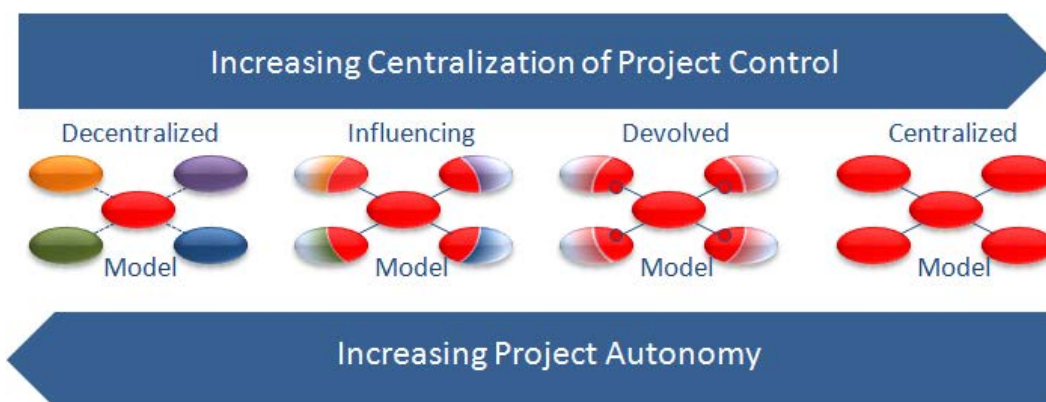 Increasing Centralization of Project Control
Decentralized
Model
Influencing
Model
Devolved
Model
Centralized
Model
Increasing Project Autonomy